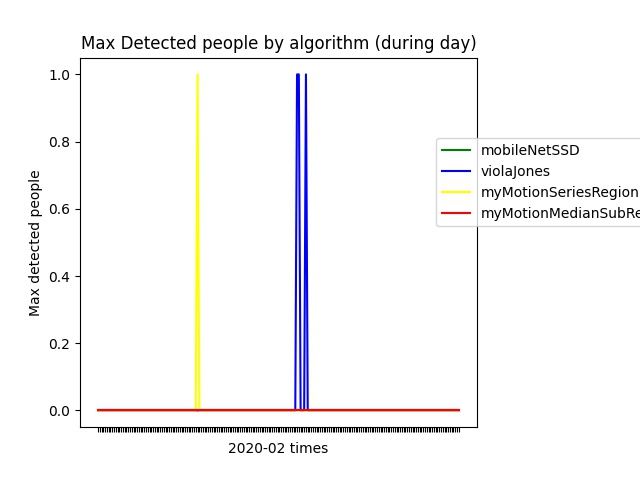 Max Detected people by algorithm (during day)
1.0
0.8
0.6
0.4
0.2
0.0
Max detected people
2020-02 times
mobileNetSSD
violaJones
myMotionSeriesRegion
myMotionMedianSubRe